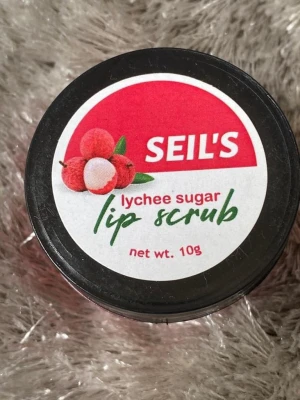 SEIL'S
lychee sugar
lip scrub
net wt. 10g